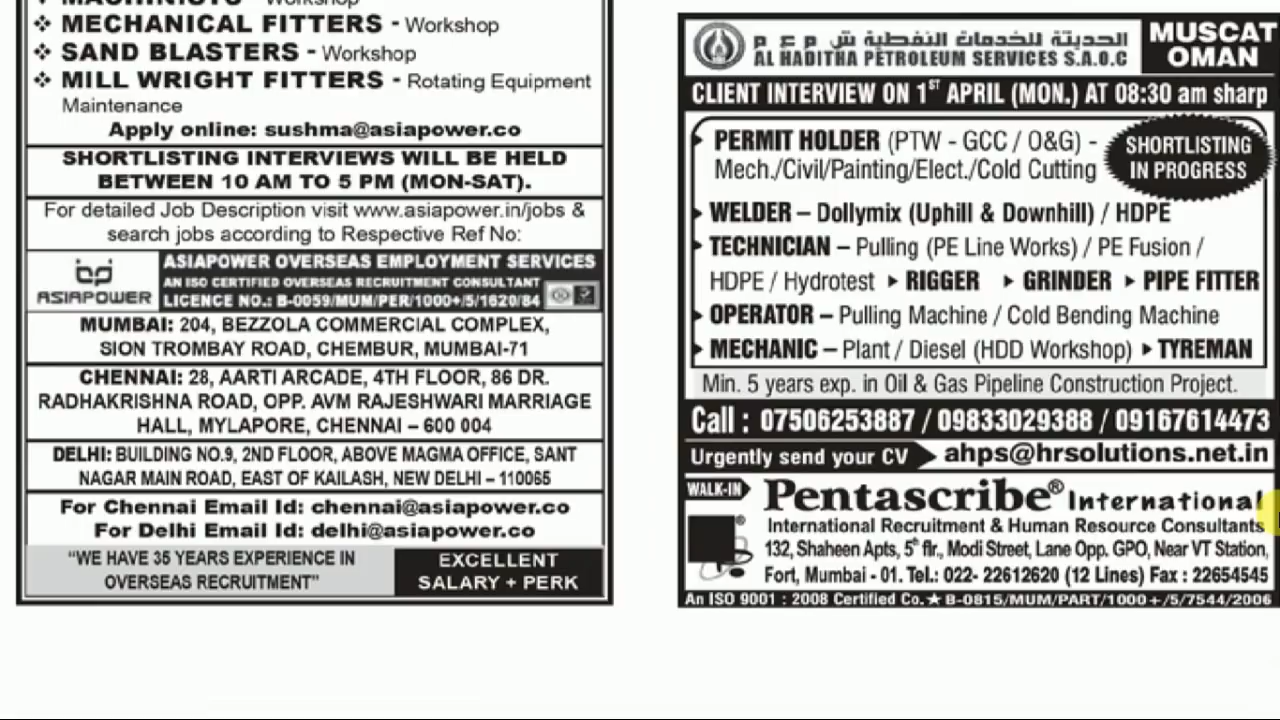 MACHINISTS - Workshop
❖ MECHANICAL FITTERS - Workshop
❖ SAND BLASTERS - Workshop
❖ MILL WRIGHT FITTERS - Rotating Equipment
Maintenance
Apply online: sushma@asiapower.co
SHORTLISTING INTERVIEWS WILL BE HELD
BETWEEN 10 AM TO 5 PM (MON-SAT).
For detailed Job Description visit www.asiapower.in/jobs &
search jobs according to Respective Ref No:
ASIAPOWER
ASIAPOWER OVERSEAS EMPLOYMENT SERVICES
AN ISO CERTIFIED OVERSEAS RECRUITMENT CONSULTANT
LICENCE NO.: B-0059/MUM/PER/1000+/5/1620/84
MUMBAI: 204, BEZZOLA COMMERCIAL COMPLEX,
SION TROMBAY ROAD, CHEMBUR, MUMBAI-71
CHENNAI: 28, AARTI ARCADE, 4TH FLOOR, 86 DR.
RADHAKRISHNA ROAD, OPP. AVM RAJESHWARI MARRIAGE
HALL, MYLAPORE, CHENNAI – 600 004
DELHI: BUILDING NO.9, 2ND FLOOR, ABOVE MAGMA OFFICE, SANT
NAGAR MAIN ROAD, EAST OF KAILASH, NEW DELHI – 110065
For Chennai Email Id: chennai@asiapower.co
For Delhi Email Id: delhi@asiapower.co
“WE HAVE 35 YEARS EXPERIENCE IN
OVERSEAS RECRUITMENT”
EXCELLENT
SALARY + PERK
الحديثة للخدمات النفطية ش م ع م
AL HADITHA PETROLEUM SERVICES S.A.O.C
MUSCAT
OMAN
CLIENT INTERVIEW ON 1ST APRIL (MON.) AT 08:30 am sharp
PERMIT HOLDER (PTW - GCC / O&G) -
Mech./Civil/Painting/Elect./Cold Cutting
SHORTLISTING
IN PROGRESS
WELDER – Dollymix (Uphill & Downhill) / HDPE
TECHNICIAN – Pulling (PE Line Works) / PE Fusion /
HDPE / Hydrotest ▸ RIGGER ▸ GRINDER ▸ PIPE FITTER
OPERATOR – Pulling Machine / Cold Bending Machine
MECHANIC – Plant / Diesel (HDD Workshop) ▸ TYREMAN
Min. 5 years exp. in Oil & Gas Pipeline Construction Project.
Call : 07506253887 / 09833029388 / 09167614473
Urgently send your CV ahps@hrsolutions.net.in
WALK-IN
Pentascribe® International
International Recruitment & Human Resource Consultants
132, Shaheen Apts, 5th flr., Modi Street, Lane Opp. GPO, Near VT Station,
Fort, Mumbai - 01. Tel.: 022- 22612620 (12 Lines) Fax : 22654545
An ISO 9001 : 2008 Certified Co.★ B-0815/MUM/PART/1000+/5/7544/2006